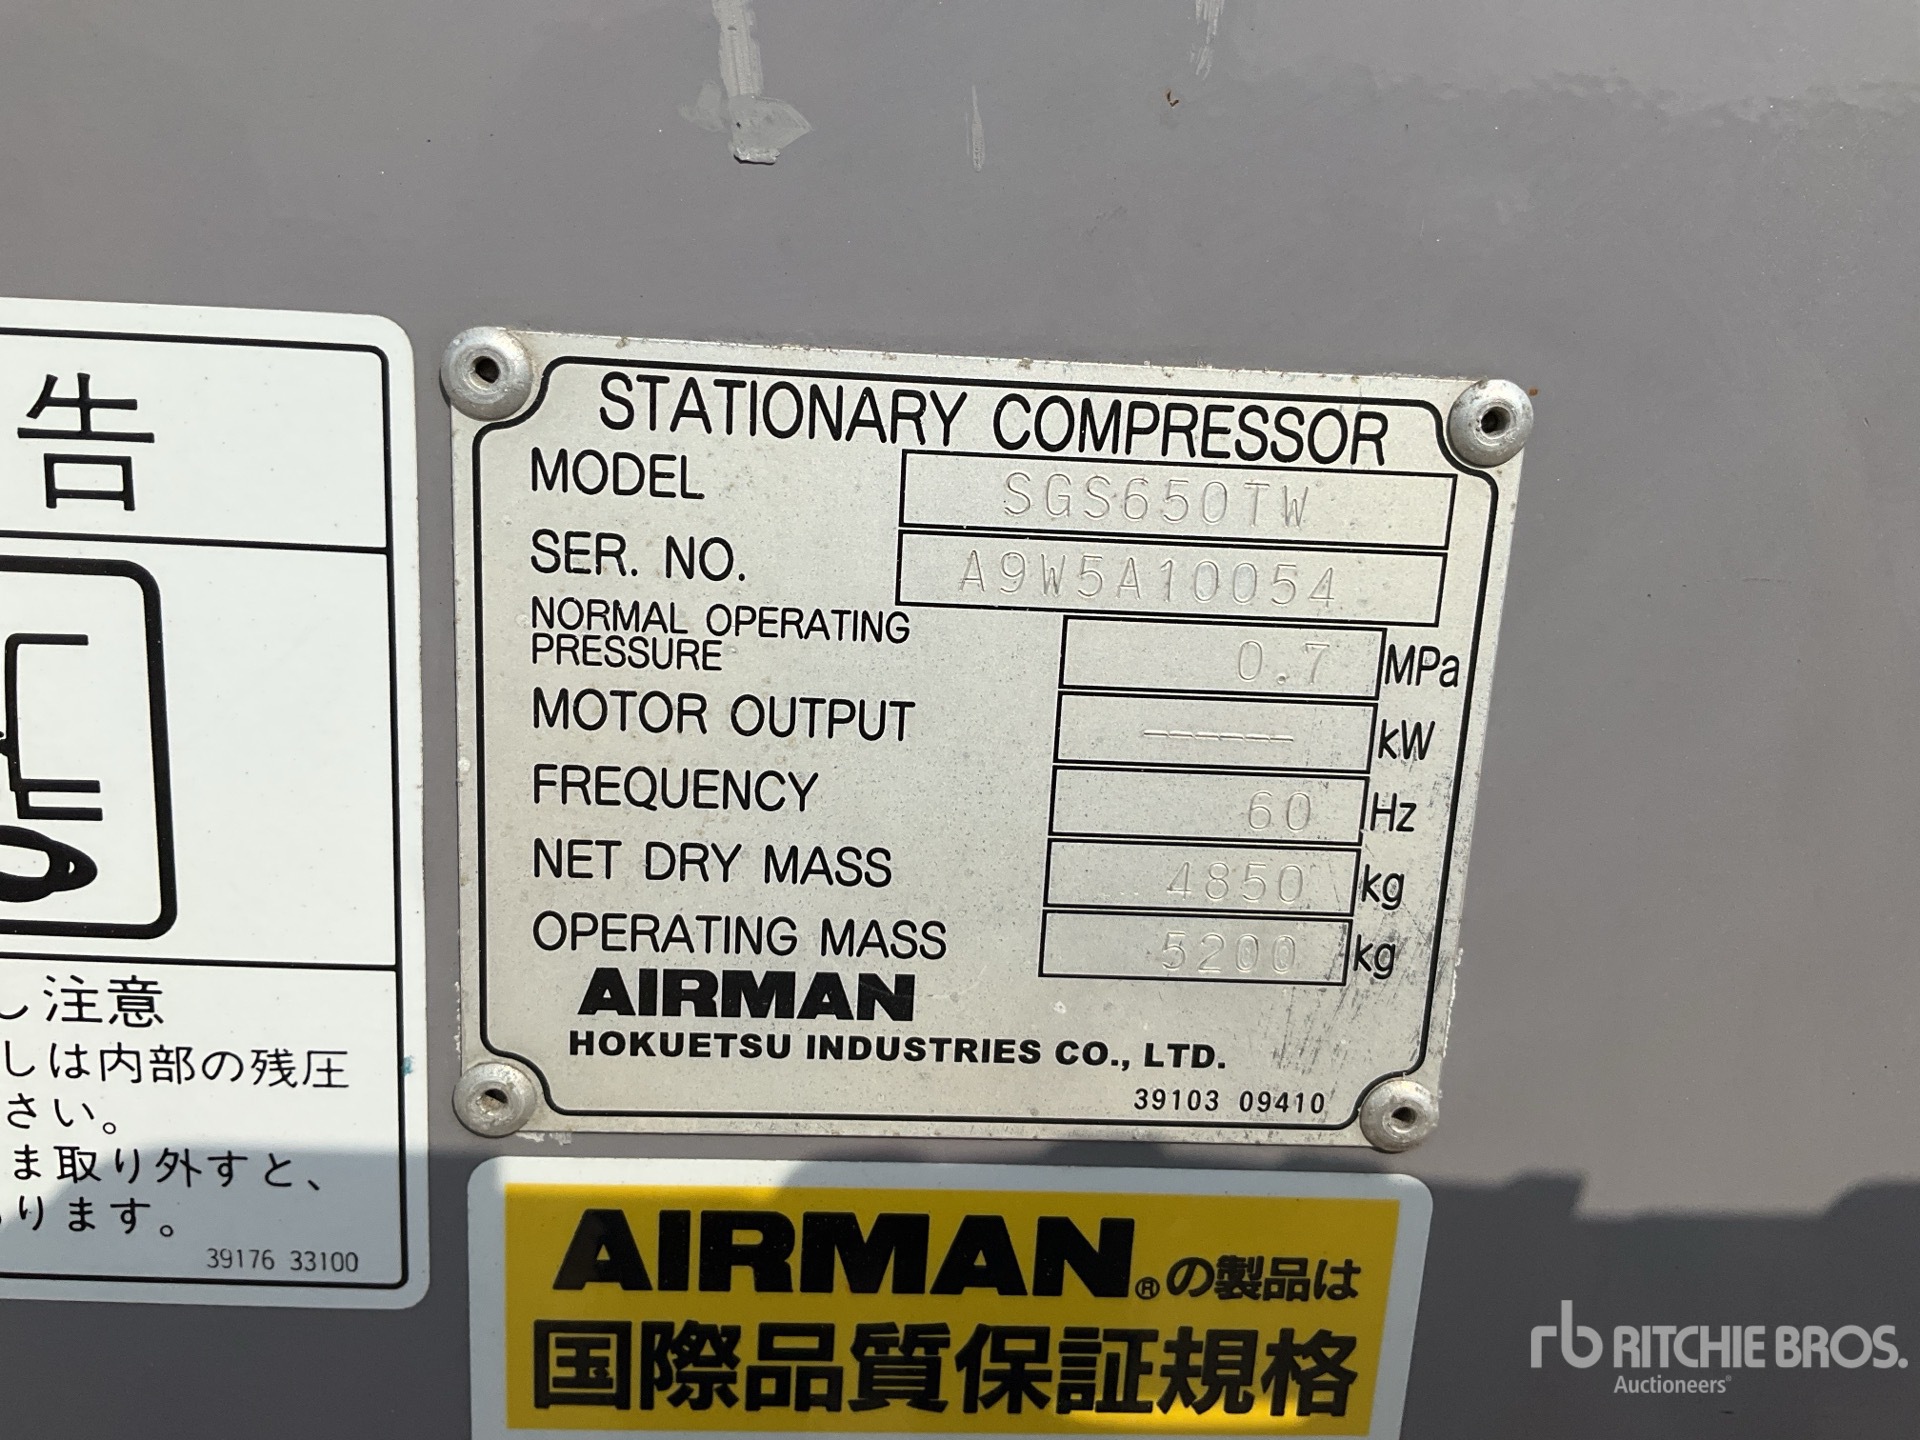 告
し注意
しは内部の残圧
さい。
ま取り外すと、
ります。
39176 33100
STATIONARY COMPRESSOR
MODEL SGS650TW
SER. NO. A9W5A10054
NORMAL OPERATING
PRESSURE 0.7 MPa
MOTOR OUTPUT ------ kW
FREQUENCY 60 Hz
NET DRY MASS 4850 kg
OPERATING MASS 5200 kg
AIRMAN
HOKUETSU INDUSTRIES CO., LTD.
39103 09410
AIRMAN®の製品は
国際品質保証規格
rb RITCHIE BROS.
Auctioneers®